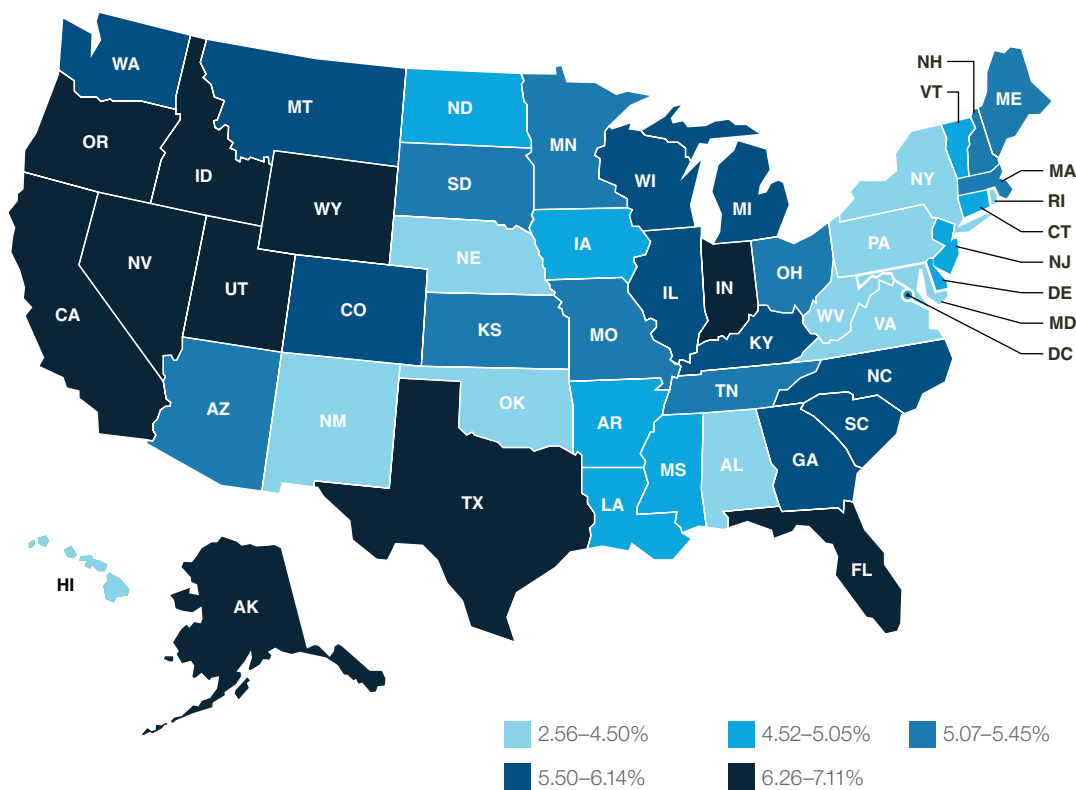 NH
WA
VT
ME
MT
ND
OR
MN
ID
MA
SD
WI
NY
RI
WY
MI
CT
PA
IA
NE
NJ
NV
OH
UT
IL
IN
DE
CO
WV
CA
MD
VA
KS
MO
KY
DC
NC
TN
AZ
OK
NM
AR
SC
GA
AL
MS
TX
LA
FL
HI
AK
2.56–4.50%
4.52–5.05%
5.07–5.45%
5.50–6.14%
6.26–7.11%